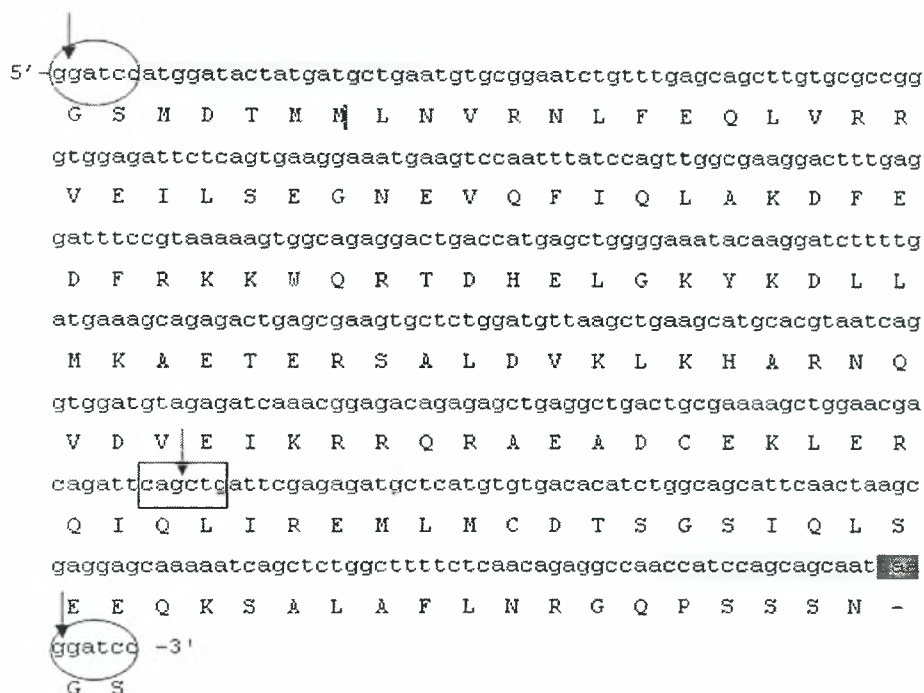 5'-ggatccatggatactatgatgctgaatgtgcggaatctgtttgagcagcttgtgcgccgg
G S M D T M M L N V R N L F E Q L V R R
gtggagattctcagtgaaggaaatgaagtccaatttatccagttggcgaaggactttgag
V E I L S E G N E V Q F I Q L A K D F E
gatttccgtaaaaagtggcagaggactgaccatgagctggggaaatacaaggatcttttg
D F R K K W Q R T D H E L G K Y K D L L
atgaaagcagagactgagcgaagtgctctggatgttaagctgaagcatgcacgtaatcag
M K A E T E R S A L D V K L K H A R N Q
gtggatgtagagatcaaacggagacagagagctgaggctgactgcgaaaagctggaacga
V D V E I K R R Q R A E A D C E K L E R
cagattcagctcattcgagagatgctcatgtgtgacacatctggcagcattcaactaagc
Q I Q L I R E M L M C D T S G S I Q L S
gaggagcaaaaatcagctctggcttttctcaacagaggccaaccatccagcagcaattaa
E E Q K S A L A F L N R G Q P S S S N -
ggatcc -3'
G S